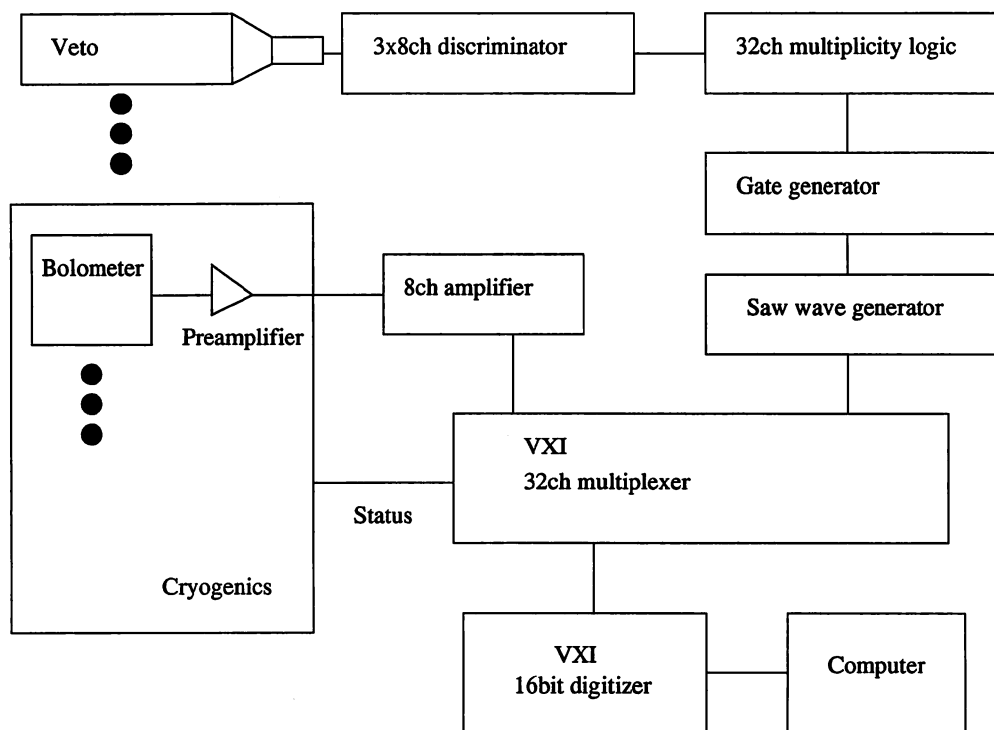 Veto
3x8ch discriminator
32ch multiplicity logic
Gate generator
Bolometer
Preamplifier
8ch amplifier
Saw wave generator
VXI
32ch multiplexer
Status
Cryogenics
VXI
16bit digitizer
Computer